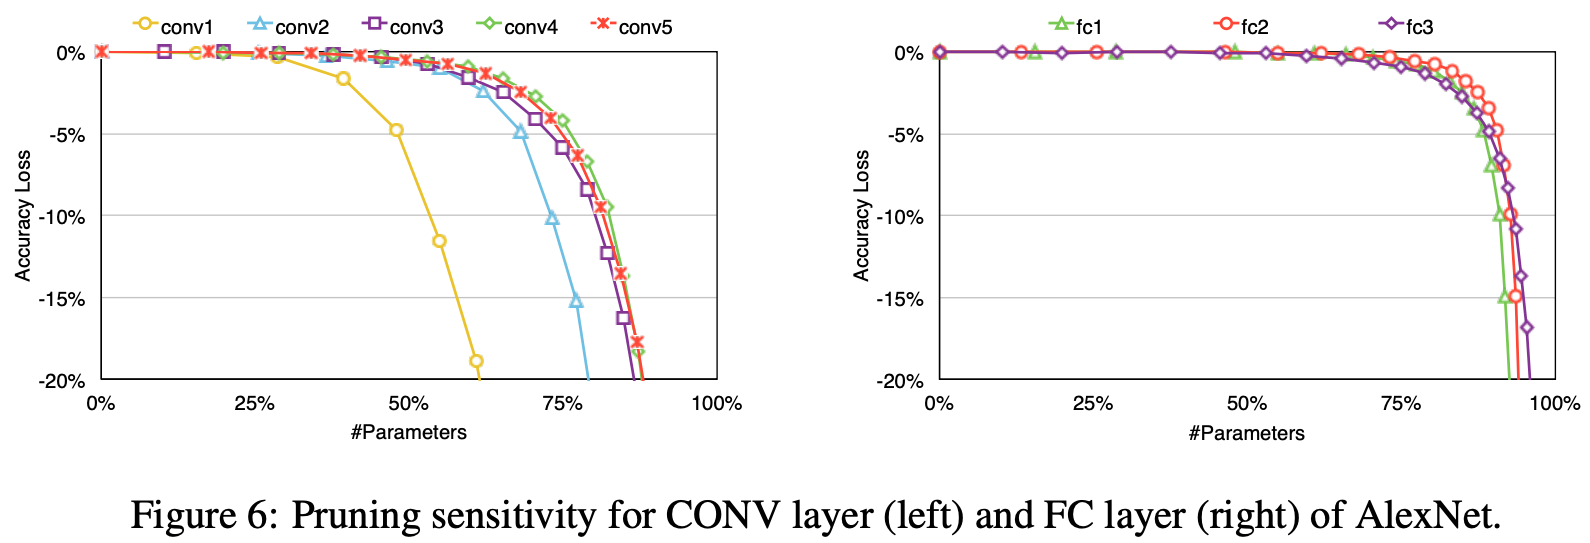 conv1 conv2 conv3 conv4 conv5
0%
-5%
-10%
-15%
-20%
Accuracy Loss
0% 25% 50% 75% 100%
#Parameters
fc1 fc2 fc3
0%
-5%
-10%
-15%
-20%
Accuracy Loss
0% 25% 50% 75% 100%
#Parameters
Figure 6: Pruning sensitivity for CONV layer (left) and FC layer (right) of AlexNet.